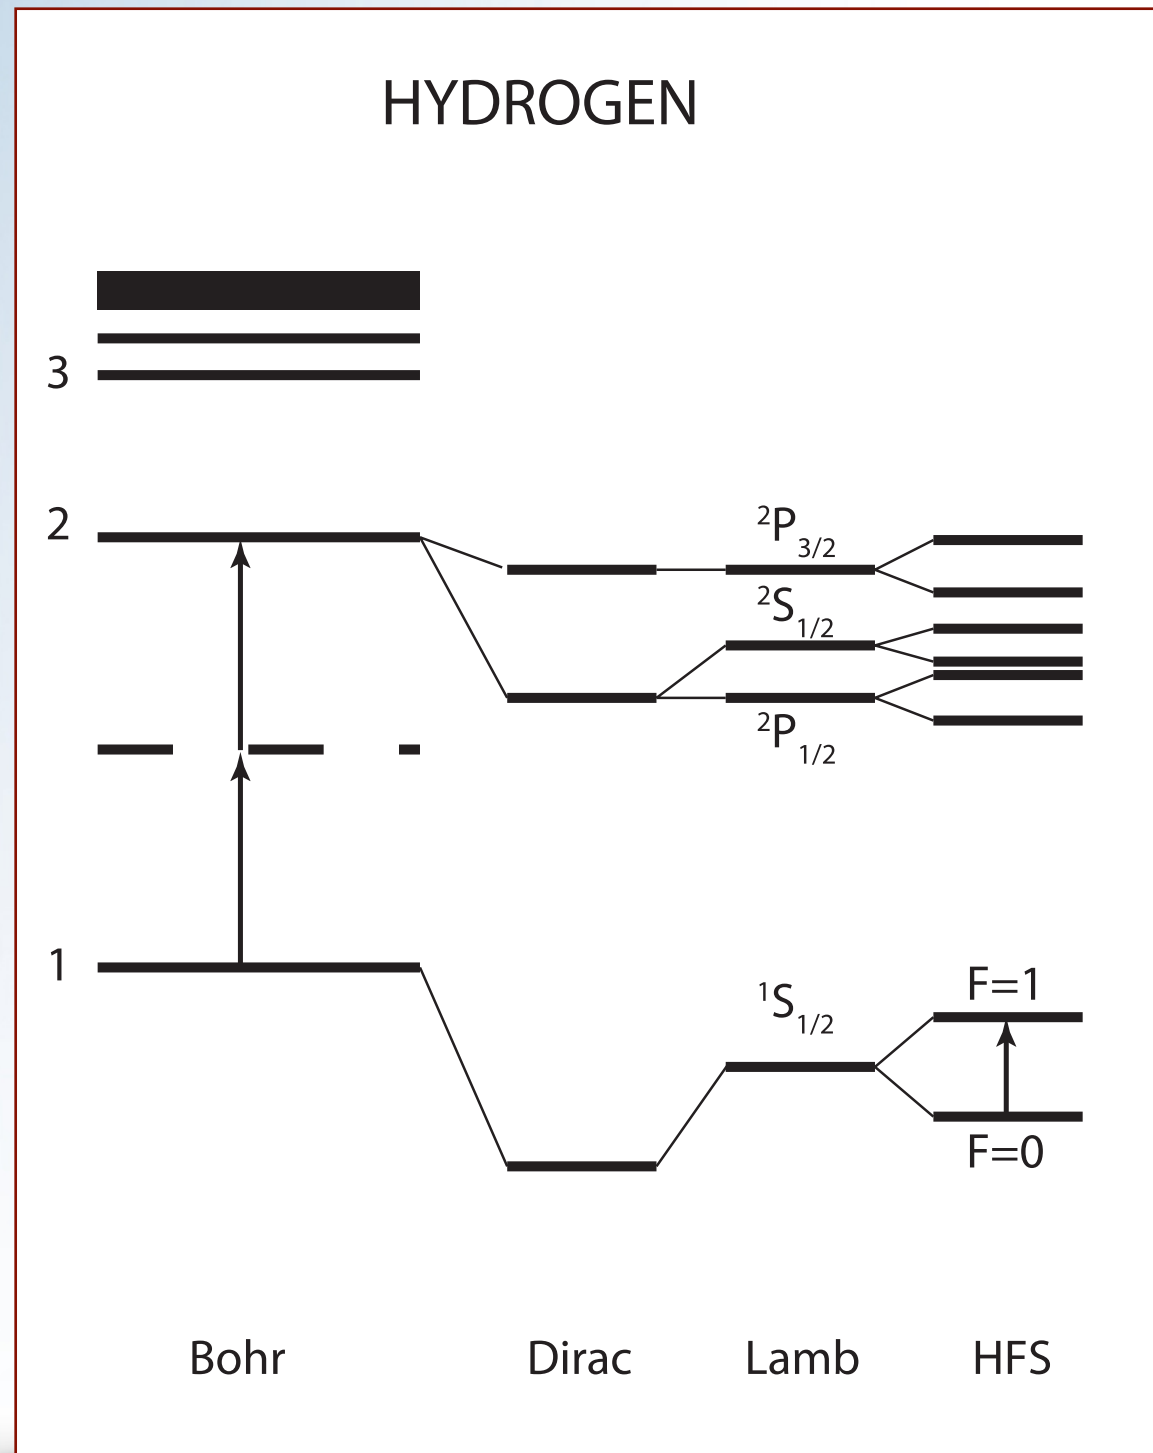 HYDROGEN
3
2
²P3/2
²S1/2
²P1/2
1
¹S1/2
F=1
F=0
Bohr
Dirac
Lamb
HFS